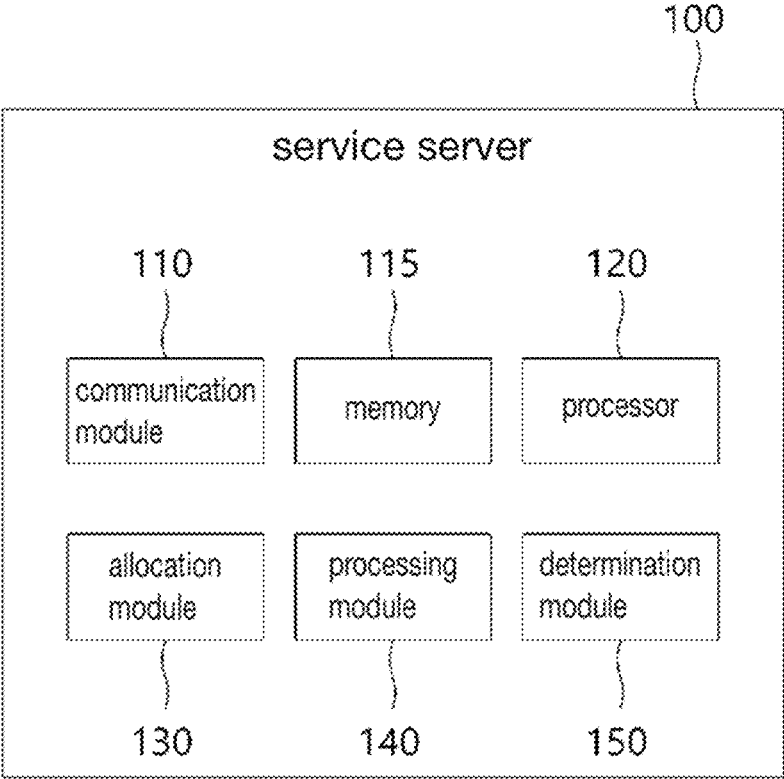 100
service server
110 115 120
communication
module
memory
processor
allocation
module
processing
module
determination
module
130 140 150